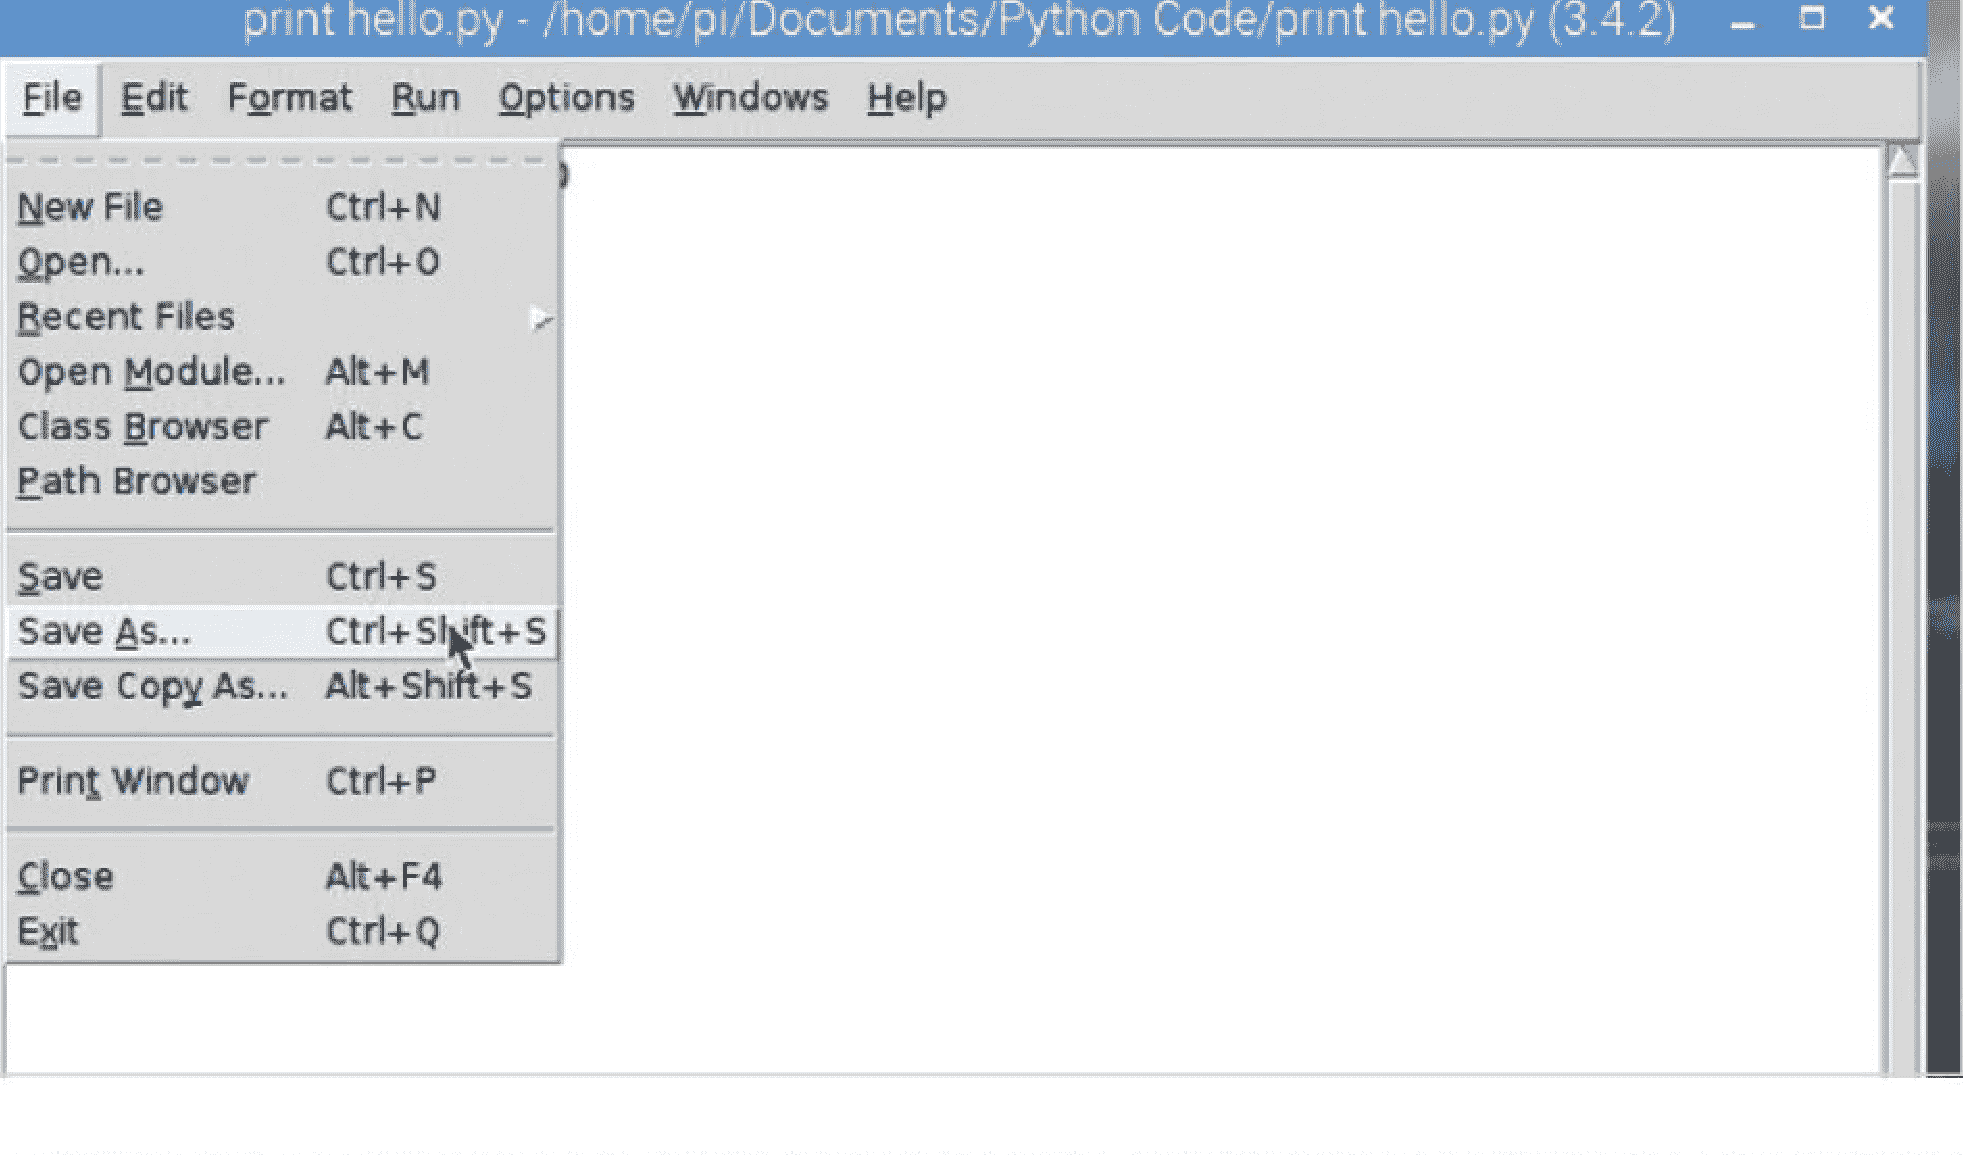 print hello.py - /home/pi/Documents/Python Code/print hello.py (3.4.2)
File Edit Format Run Options Windows Help
New File Ctrl+N
Open... Ctrl+O
Recent Files
Open Module... Alt+M
Class Browser Alt+C
Path Browser
Save Ctrl+S
Save As... Ctrl+Shift+S
Save Copy As... Alt+Shift+S
Print Window Ctrl+P
Close Alt+F4
Exit Ctrl+Q